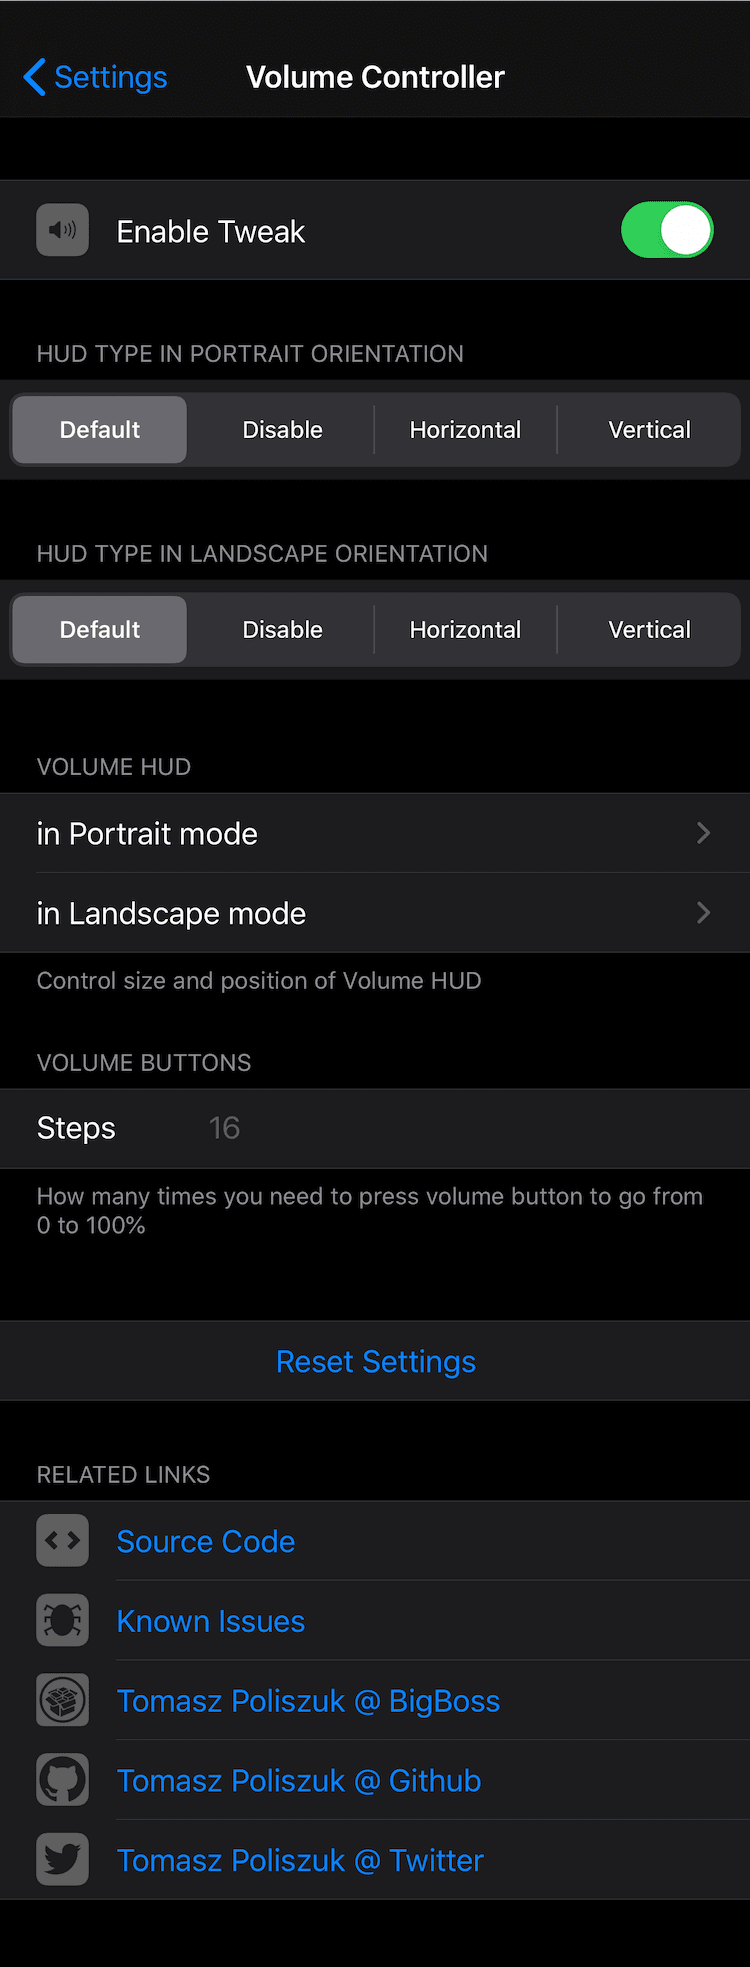 Settings
Volume Controller
Enable Tweak
HUD TYPE IN PORTRAIT ORIENTATION
Default Disable Horizontal Vertical
HUD TYPE IN LANDSCAPE ORIENTATION
Default Disable Horizontal Vertical
VOLUME HUD
in Portrait mode
in Landscape mode
Control size and position of Volume HUD
VOLUME BUTTONS
Steps 16
How many times you need to press volume button to go from
0 to 100%
Reset Settings
RELATED LINKS
Source Code
Known Issues
Tomasz Poliszuk @ BigBoss
Tomasz Poliszuk @ Github
Tomasz Poliszuk @ Twitter